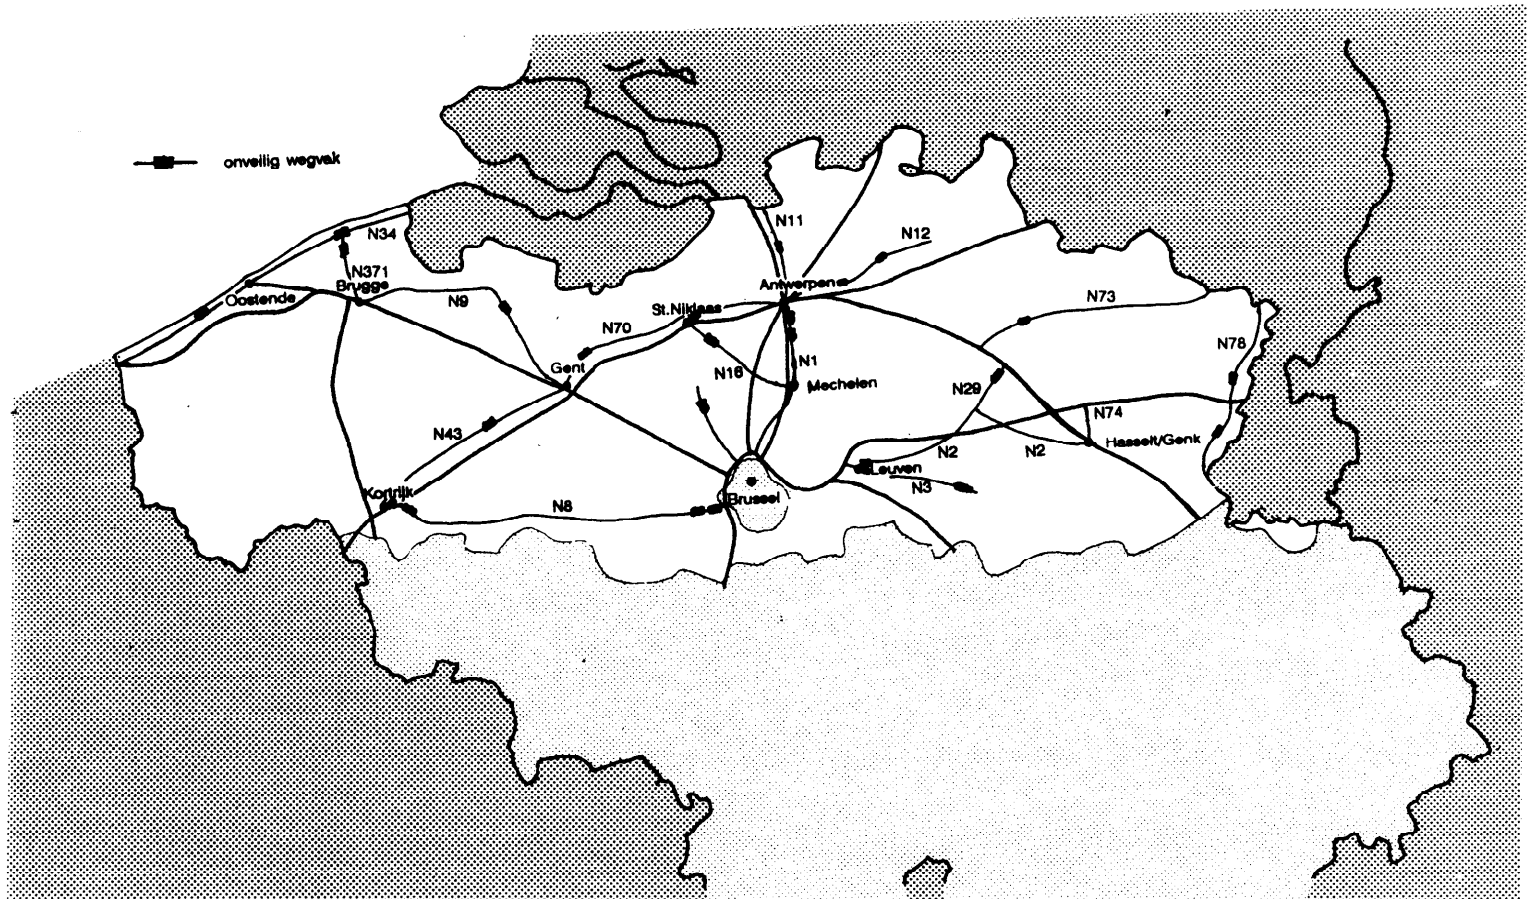 onveilig wegvak
N11
N34
N12
N371
Brugge
Antwerpen
Oostende
N9
N73
St.Niklaas
N70
N78
N1
Gent
N16
Mechelen
N29
N74
N43
Hasselt/Genk
N2
N2
Leuven
N3
Kortrijk
Brussel
N8